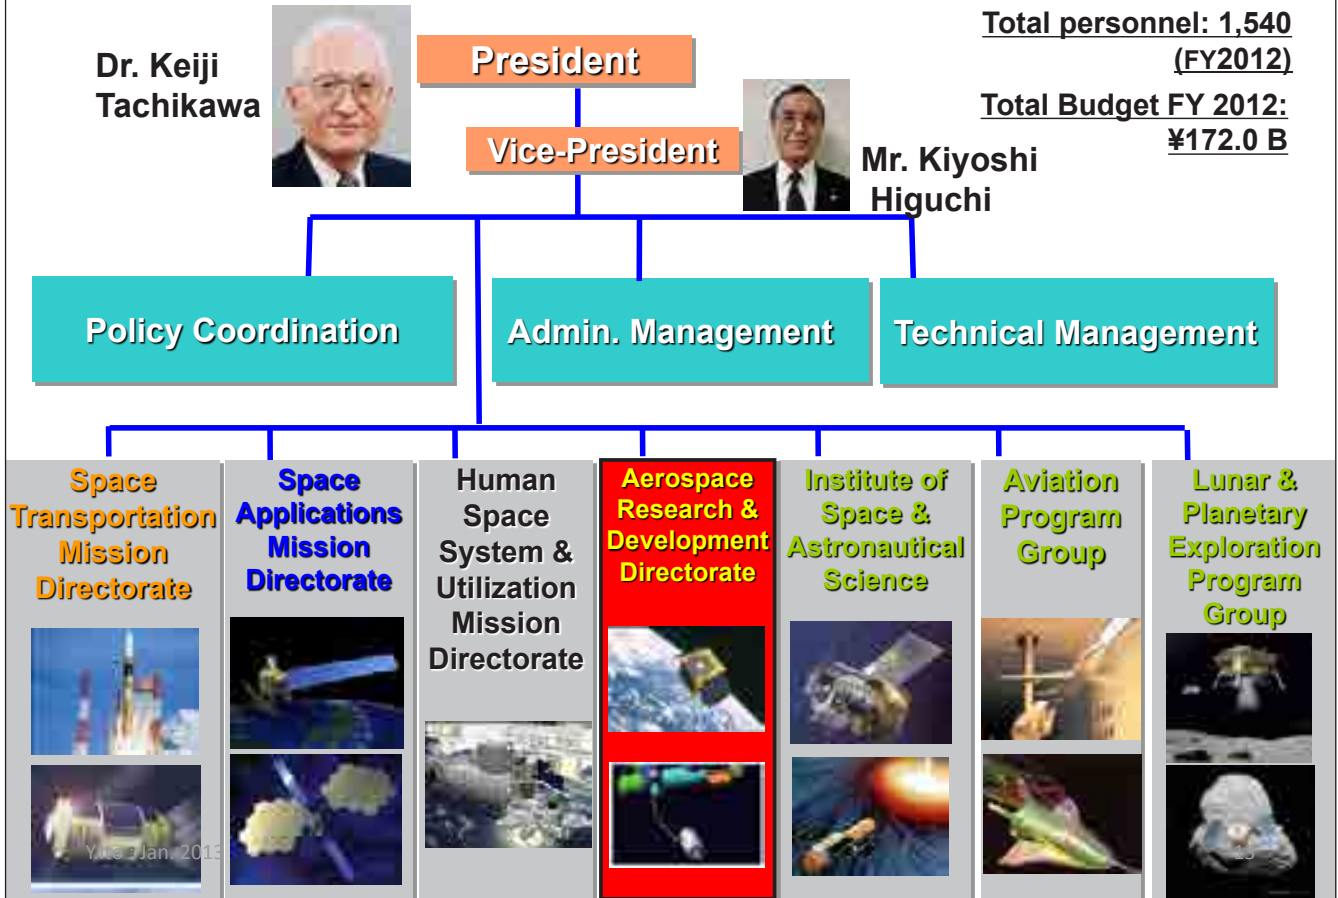 Dr. Keiji
Tachikawa
President
Total personnel: 1,540
(FY2012)
Total Budget FY 2012:
¥172.0 B
Vice-President
Mr. Kiyoshi
Higuchi
Policy Coordination
Admin. Management
Technical Management
Space
Transportation
Mission
Directorate
Space
Applications
Mission
Directorate
Human
Space
System &
Utilization
Mission
Directorate
Aerospace
Research &
Development
Directorate
Institute of
Space &
Astronautical
Science
Aviation
Program
Group
Lunar &
Planetary
Exploration
Program
Group
Jan. 2013